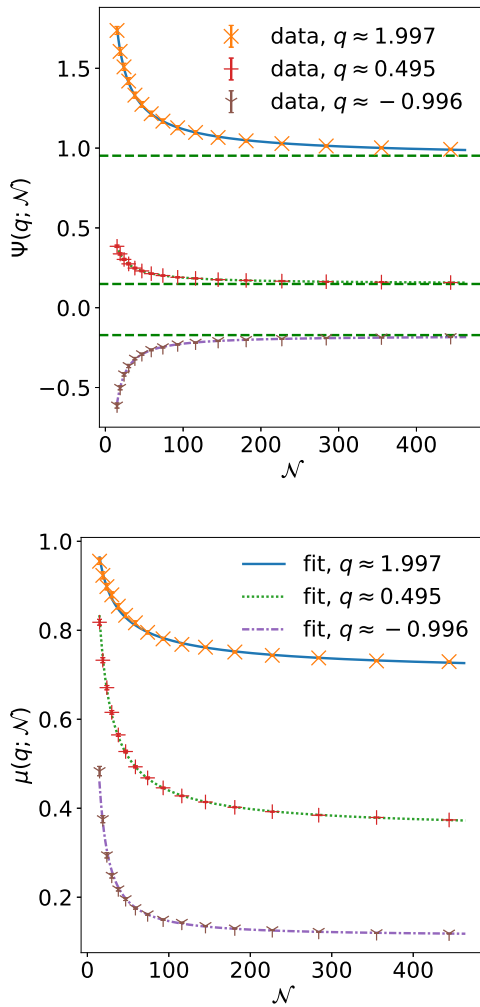 data, q ≈ 1.997
data, q ≈ 0.495
data, q ≈ −0.996
Ψ(q; 𝒩)
1.5
1.0
0.5
0.0
−0.5
0 100 200 300 400
𝒩
fit, q ≈ 1.997
fit, q ≈ 0.495
fit, q ≈ −0.996
μ(q; 𝒩)
1.0
0.8
0.6
0.4
0.2
0 100 200 300 400
𝒩